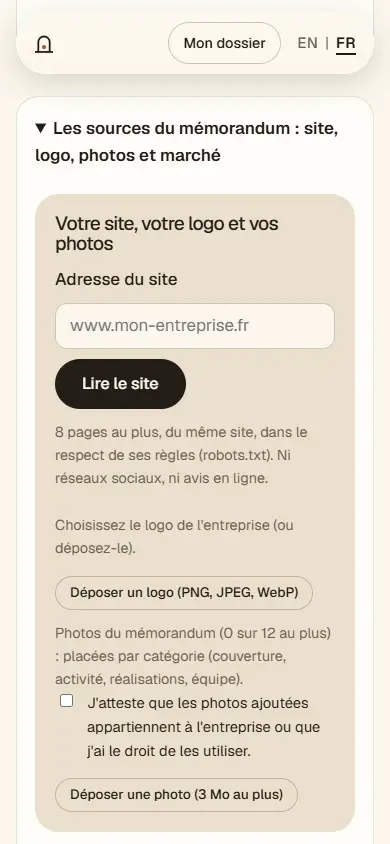 Mon dossier
EN | FR
▼ Les sources du mémorandum : site,
logo, photos et marché
Votre site, votre logo et vos
photos
Adresse du site
www.mon-entreprise.fr
Lire le site
8 pages au plus, du même site, dans le
respect de ses règles (robots.txt). Ni
réseaux sociaux, ni avis en ligne.
Choisissez le logo de l'entreprise (ou
déposez-le).
Déposer un logo (PNG, JPEG, WebP)
Photos du mémorandum (0 sur 12 au plus)
: placées par catégorie (couverture,
activité, réalisations, équipe).
J'atteste que les photos ajoutées
appartiennent à l'entreprise ou que
j'ai le droit de les utiliser.
Déposer une photo (3 Mo au plus)